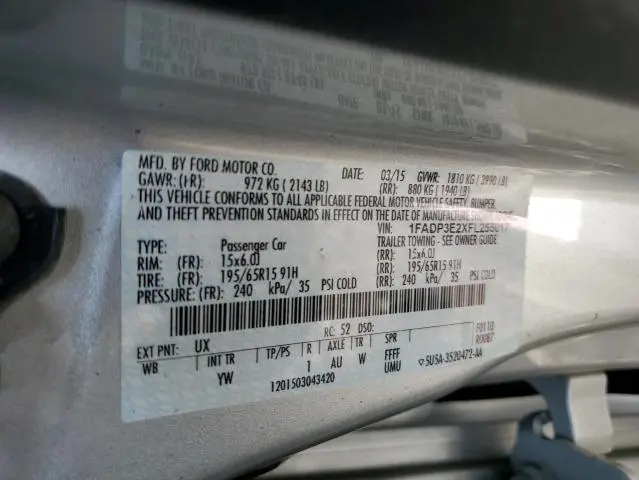 MFD. BY FORD MOTOR CO.
DATE: 03/15 GVWR: 1810 KG ( 3990 LB)
GAWR: (FR): 972 KG ( 2143 LB) (RR): 880 KG ( 1940 LB)
THIS VEHICLE CONFORMS TO ALL APPLICABLE FEDERAL MOTOR VEHICLE SAFETY, BUMPER
AND THEFT PREVENTION STANDARDS IN EFFECT ON THE DATE OF MANUFACTURE
VIN:
TYPE: Passenger Car TRAILER TOWING - SEE OWNER GUIDE
RIM: (FR): 15x6.0J (RR): 15x6.0J
TIRE: (FR): 195/65R15 91H (RR): 195/65R15 91H
PRESSURE: (FR): 240 kPa/ 35 PSI COLD (RR): 240 kPa/ 35 PSI COLD
RC: 52 DSO: F0110
EXT PNT: UX R0087
WB INT TR TP/PS R AXLE TR SPR
YW 1 AU W FFFF
UMU
1201503043420
5U5A-3520472-AA